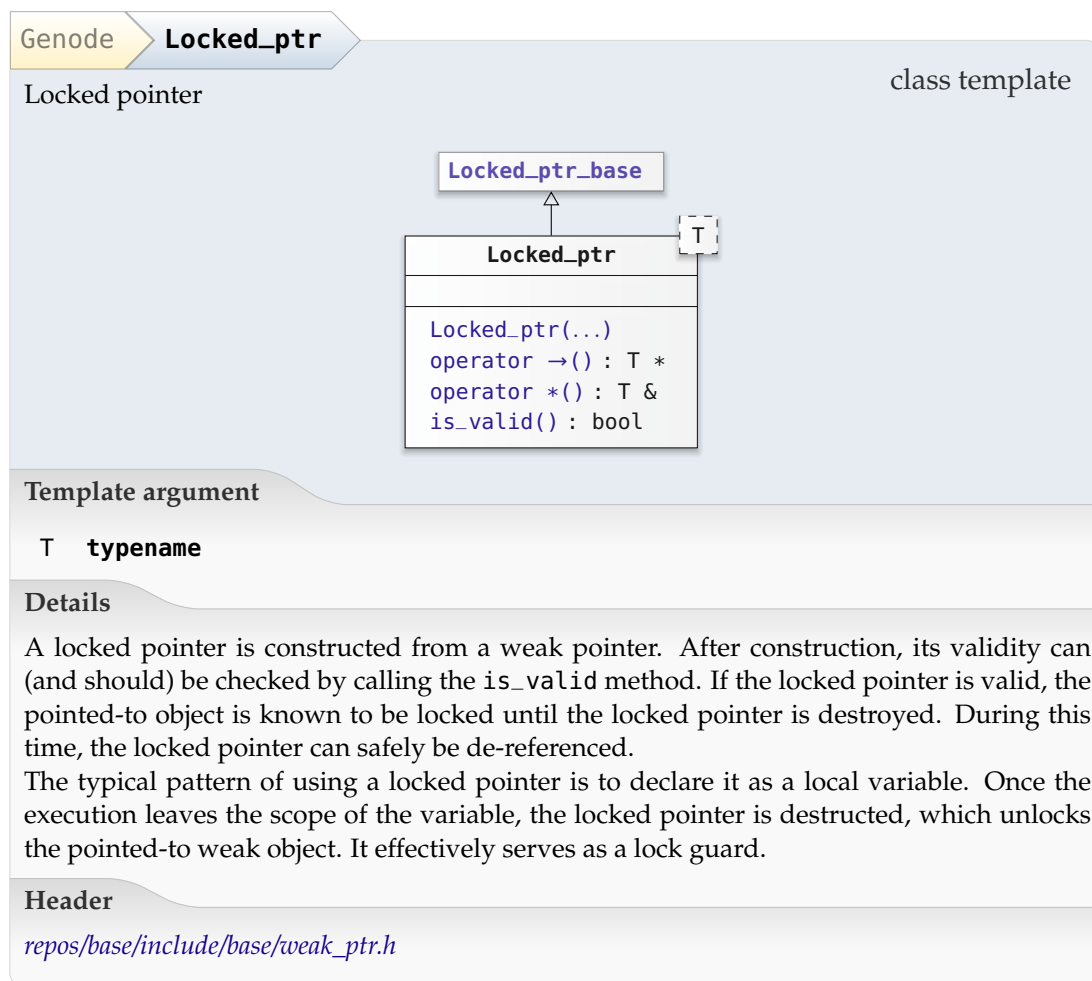 Genode Locked_ptr
class template
Locked pointer
Locked_ptr_base
T
Locked_ptr
Locked_ptr(...)
operator →() : T *
operator *() : T &
is_valid() : bool
Template argument
T typename
Details
A locked pointer is constructed from a weak pointer. After construction, its validity can
(and should) be checked by calling the is_valid method. If the locked pointer is valid, the
pointed-to object is known to be locked until the locked pointer is destroyed. During this
time, the locked pointer can safely be de-referenced.
The typical pattern of using a locked pointer is to declare it as a local variable. Once the
execution leaves the scope of the variable, the locked pointer is destructed, which unlocks
the pointed-to weak object. It effectively serves as a lock guard.
Header
repos/base/include/base/weak_ptr.h